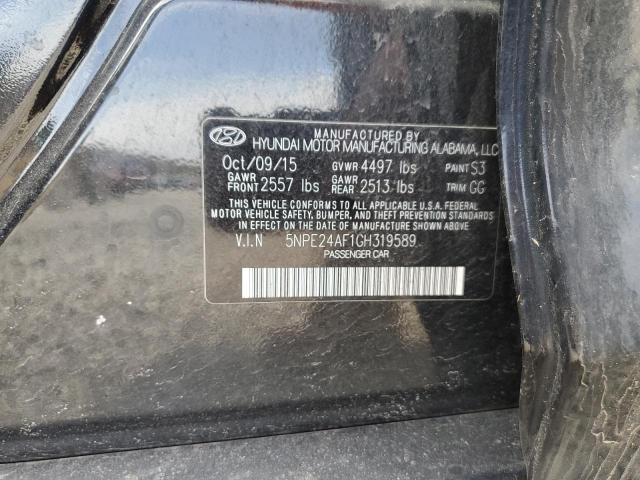 MANUFACTURED BY
HYUNDAI MOTOR MANUFACTURING ALABAMA, LLC
Oct/09/15 GVWR 4497 lbs PAINT S3
GAWR FRONT 2557 lbs GAWR REAR 2513 lbs TRIM GG
THIS VEHICLE CONFORMS TO ALL APPLICABLE U.S.A. FEDERAL
MOTOR VEHICLE SAFETY, BUMPER, AND THEFT PREVENTION STANDARDS
IN EFFECT ON THE DATE OF MANUFACTURE SHOWN ABOVE.
V.I.N 5NPE24AF1GH319589
PASSENGER CAR